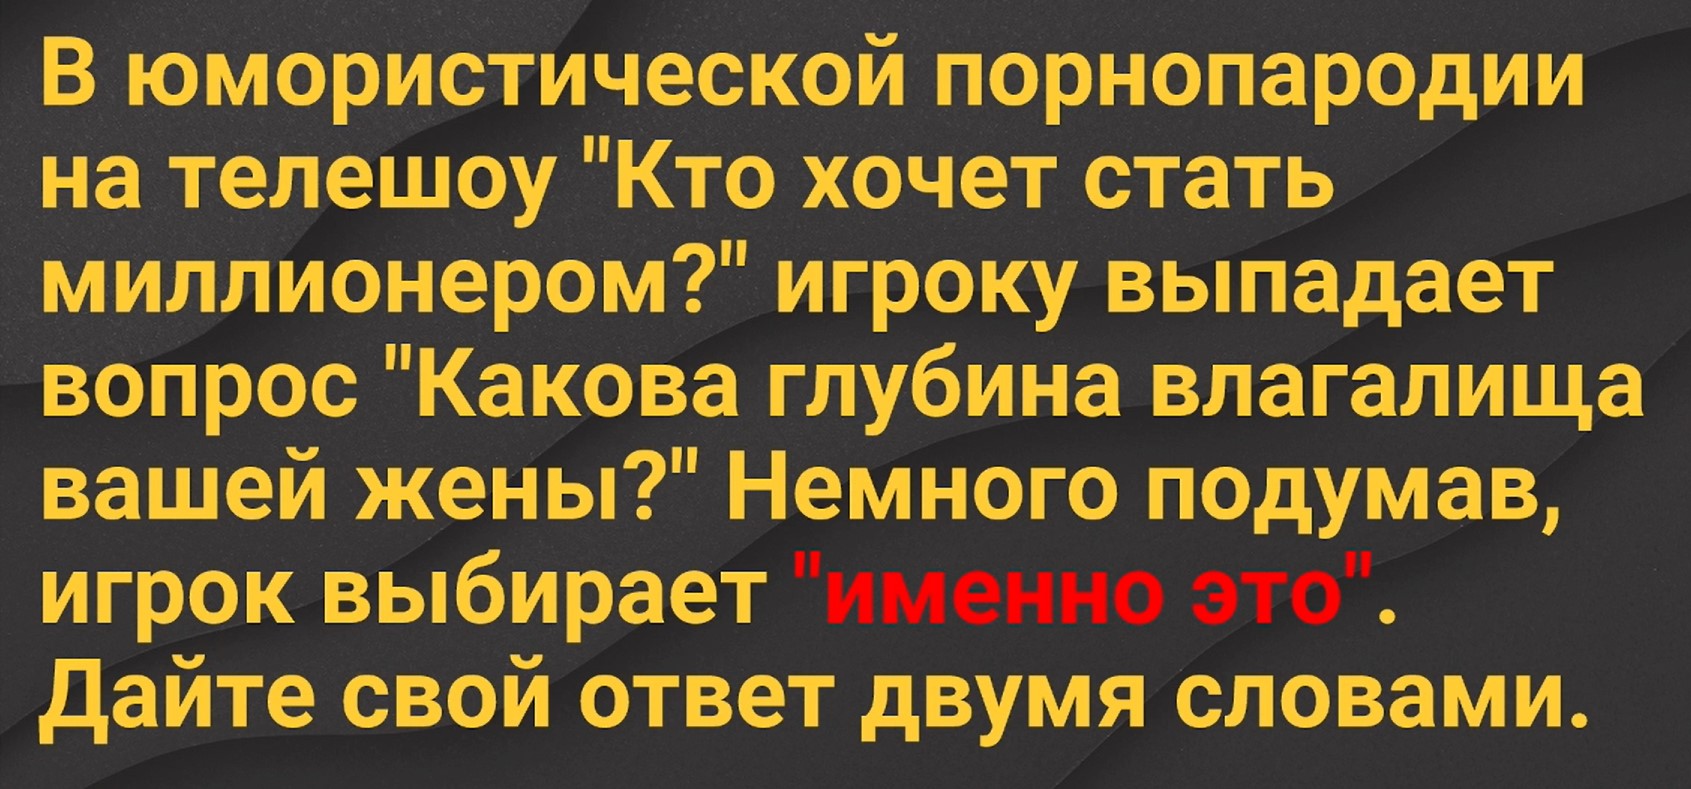 В юмористической порнопародии
на телешоу "Кто хочет стать
миллионером?" игроку выпадает
вопрос "Какова глубина влагалища
вашей жены?" Немного подумав,
игрок выбирает "именно это".
Дайте свой ответ двумя словами.